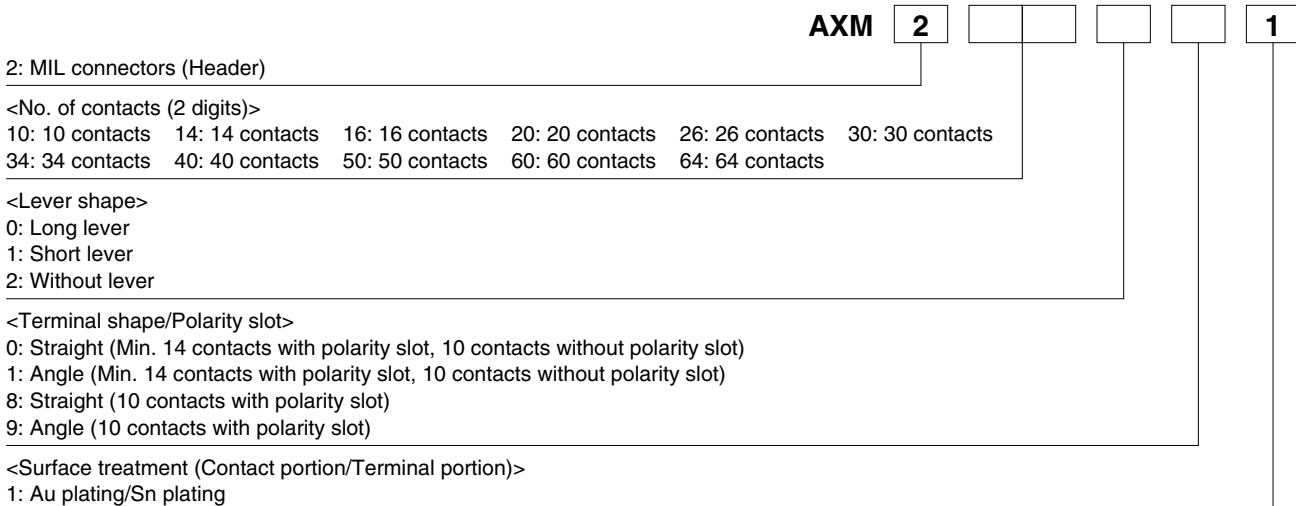 AXM 2 1
2: MIL connectors (Header)
<No. of contacts (2 digits)>
10: 10 contacts 14: 14 contacts 16: 16 contacts 20: 20 contacts 26: 26 contacts 30: 30 contacts
34: 34 contacts 40: 40 contacts 50: 50 contacts 60: 60 contacts 64: 64 contacts
<Lever shape>
0: Long lever
1: Short lever
2: Without lever
<Terminal shape/Polarity slot>
0: Straight (Min. 14 contacts with polarity slot, 10 contacts without polarity slot)
1: Angle (Min. 14 contacts with polarity slot, 10 contacts without polarity slot)
8: Straight (10 contacts with polarity slot)
9: Angle (10 contacts with polarity slot)
<Surface treatment (Contact portion/Terminal portion)>
1: Au plating/Sn plating